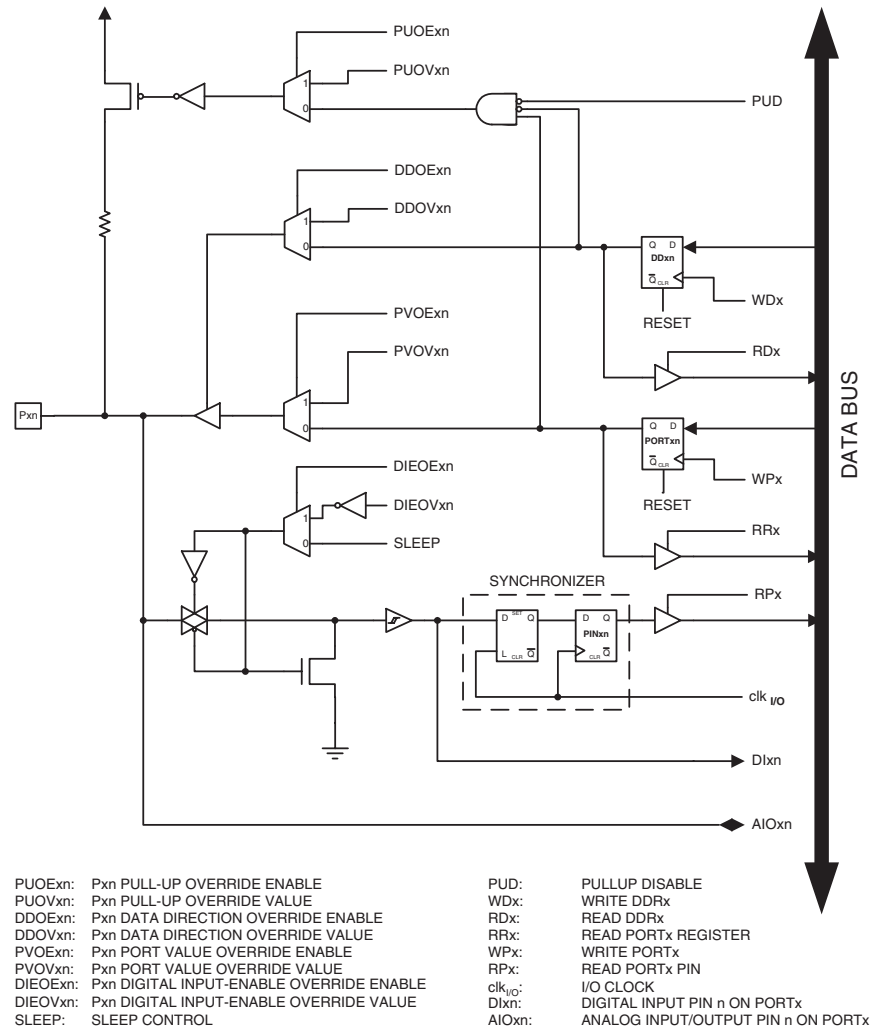 PUOExn
PUOVxn
1
0
PUD
DDOExn
DDOVxn
1
0
Q D
DDxn
Q CLR
WDx
RESET
PVOExn
RDx
PVOVxn
1
0
Pxn
Q D
PORTxn
Q CLR
DATA BUS
WPx
RESET
DIEOExn
DIEOVxn
1
0
SLEEP
RRx
SYNCHRONIZER
RPx
D SET Q
L CLR Q
D Q
PINxn
CLR Q
clk I/O
DIxn
AIOxn
PUOExn: Pxn PULL-UP OVERRIDE ENABLE
PUOVxn: Pxn PULL-UP OVERRIDE VALUE
DDOExn: Pxn DATA DIRECTION OVERRIDE ENABLE
DDOVxn: Pxn DATA DIRECTION OVERRIDE VALUE
PVOExn: Pxn PORT VALUE OVERRIDE ENABLE
PVOVxn: Pxn PORT VALUE OVERRIDE VALUE
DIEOExn: Pxn DIGITAL INPUT-ENABLE OVERRIDE ENABLE
DIEOVxn: Pxn DIGITAL INPUT-ENABLE OVERRIDE VALUE
SLEEP: SLEEP CONTROL
PUD: PULLUP DISABLE
WDx: WRITE DDRx
RDx: READ DDRx
RRx: READ PORTx REGISTER
WPx: WRITE PORTx
RPx: READ PORTx PIN
clkI/O: I/O CLOCK
DIxn: DIGITAL INPUT PIN n ON PORTx
AIOxn: ANALOG INPUT/OUTPUT PIN n ON PORTx